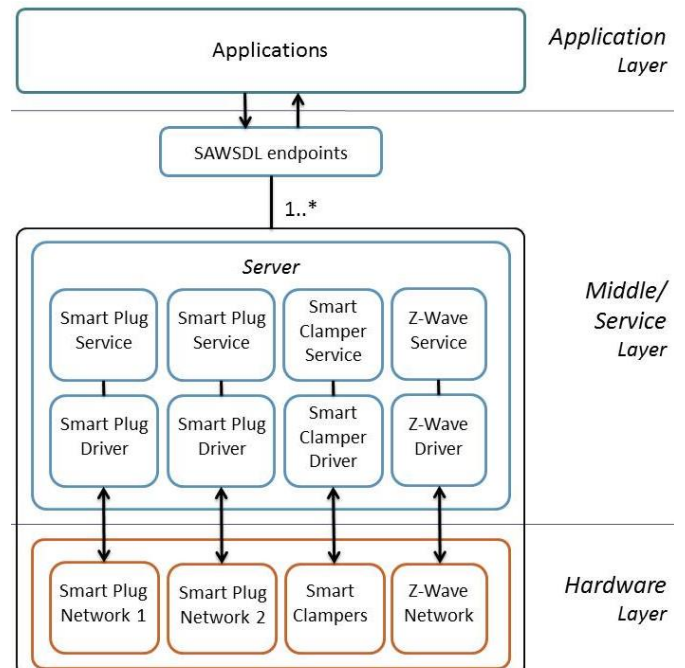 Applications
Application
Layer
SAWSDL endpoints
1..*
Server
Smart Plug
Service
Smart Plug
Service
Smart
Clamper
Service
Z-Wave
Service
Middle/
Service
Layer
Smart Plug
Driver
Smart Plug
Driver
Smart
Clamper
Driver
Z-Wave
Driver
Smart Plug
Network 1
Smart Plug
Network 2
Smart
Clampers
Z-Wave
Network
Hardware
Layer